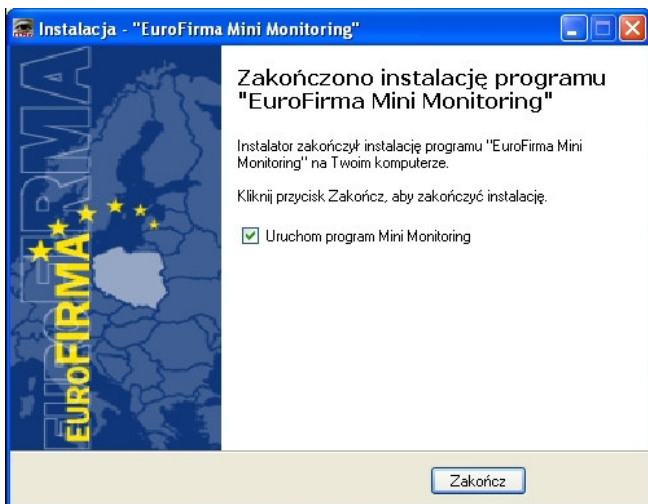 Instalacja - "EuroFirma Mini Monitoring"
Zakończono instalację programu
"EuroFirma Mini Monitoring"
Instalator zakończył instalację programu "EuroFirma Mini
Monitoring" na Twoim komputerze.
Kliknij przycisk Zakończ, aby zakończyć instalację.
Uruchom program Mini Monitoring
EUROFIRMA
EUROFIRMA
Zakończ